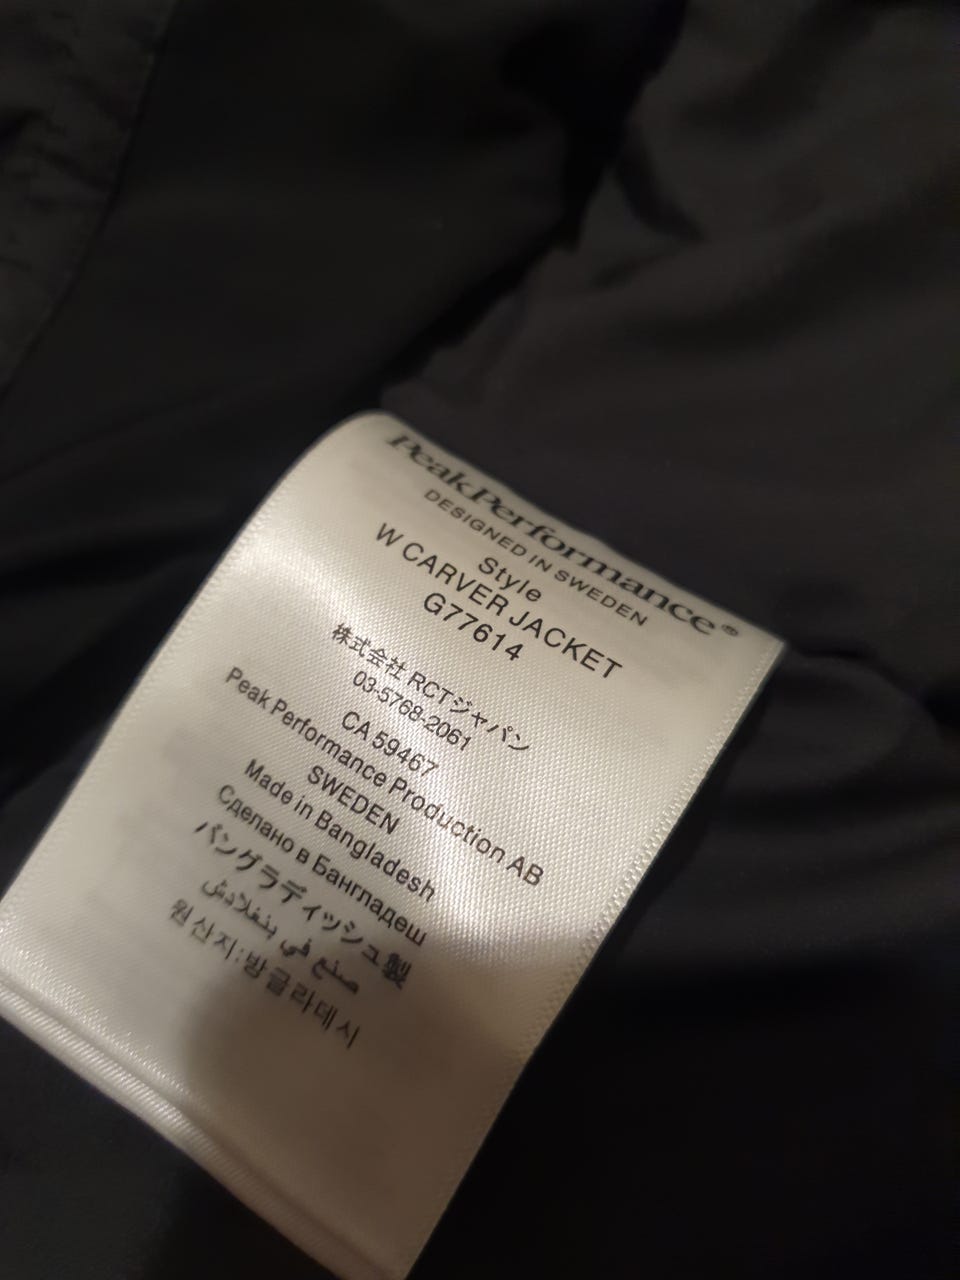 PeakPerformance®
DESIGNED IN SWEDEN
Style
W CARVER JACKET
G77614
株式会社 RCTジャパン
03-5768-2061
CA 59467
Peak Performance Production AB
SWEDEN
Made in Bangladesh
Сделано в Бангладеш
バングラディッシュ製
صنع في بنغلادش
원산지:방글라데시